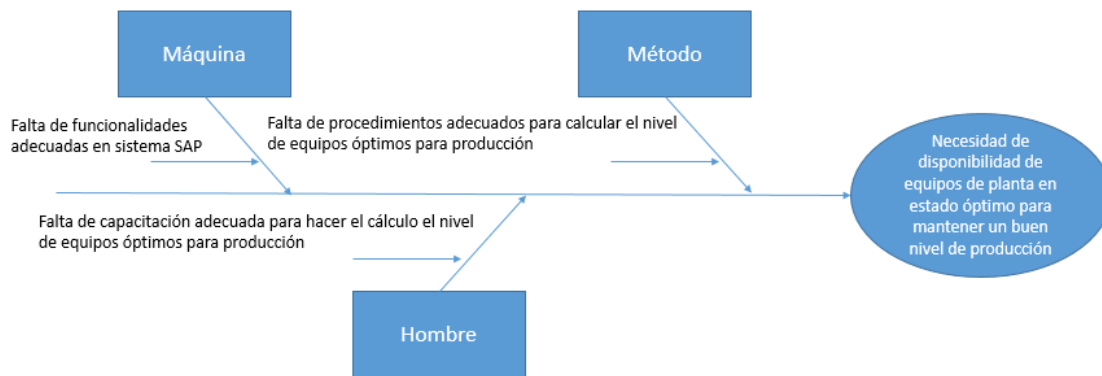 Máquina
Método
Falta de funcionalidades
adecuadas en sistema SAP
Falta de procedimientos adecuados para calcular el nivel
de equipos óptimos para producción
Necesidad de
disponibilidad de
equipos de planta en
estado óptimo para
mantener un buen
nivel de producción
Falta de capacitación adecuada para hacer el cálculo el nivel
de equipos óptimos para producción
Hombre